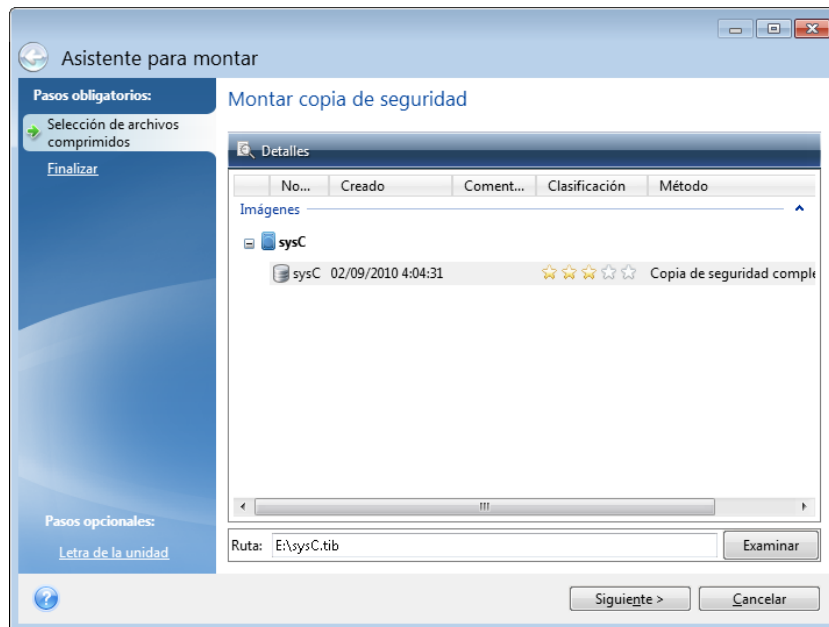 Asistente para montar
Pasos obligatorios:
Selección de archivos
comprimidos
Finalizar
Pasos opcionales:
Letra de la unidad
Montar copia de seguridad
Detalles
No... Creado Coment... Clasificación Método
Imágenes
sysC
sysC 02/09/2010 4:04:31 Copia de seguridad comple
Ruta: E:\sysC.tib Examinar
Siguiente > Cancelar